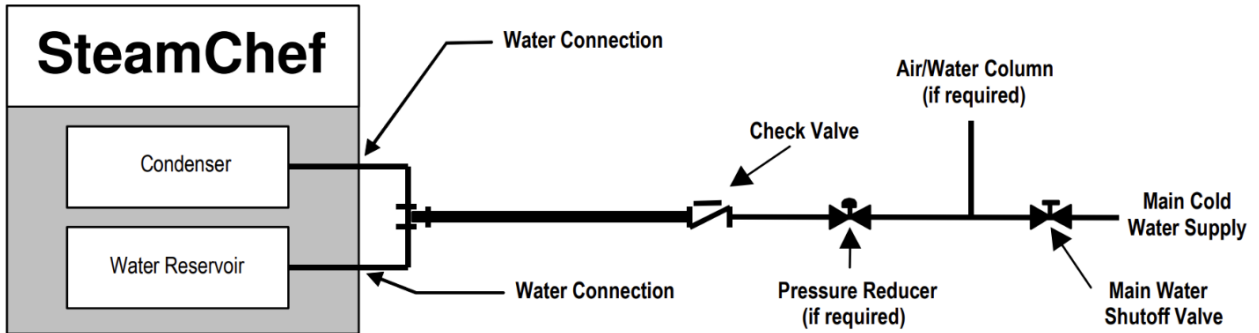 SteamChef
Water Connection
Air/Water Column
(if required)
Check Valve
Condenser
Main Cold
Water Supply
Water Reservoir
Water Connection
Pressure Reducer
(if required)
Main Water
Shutoff Valve